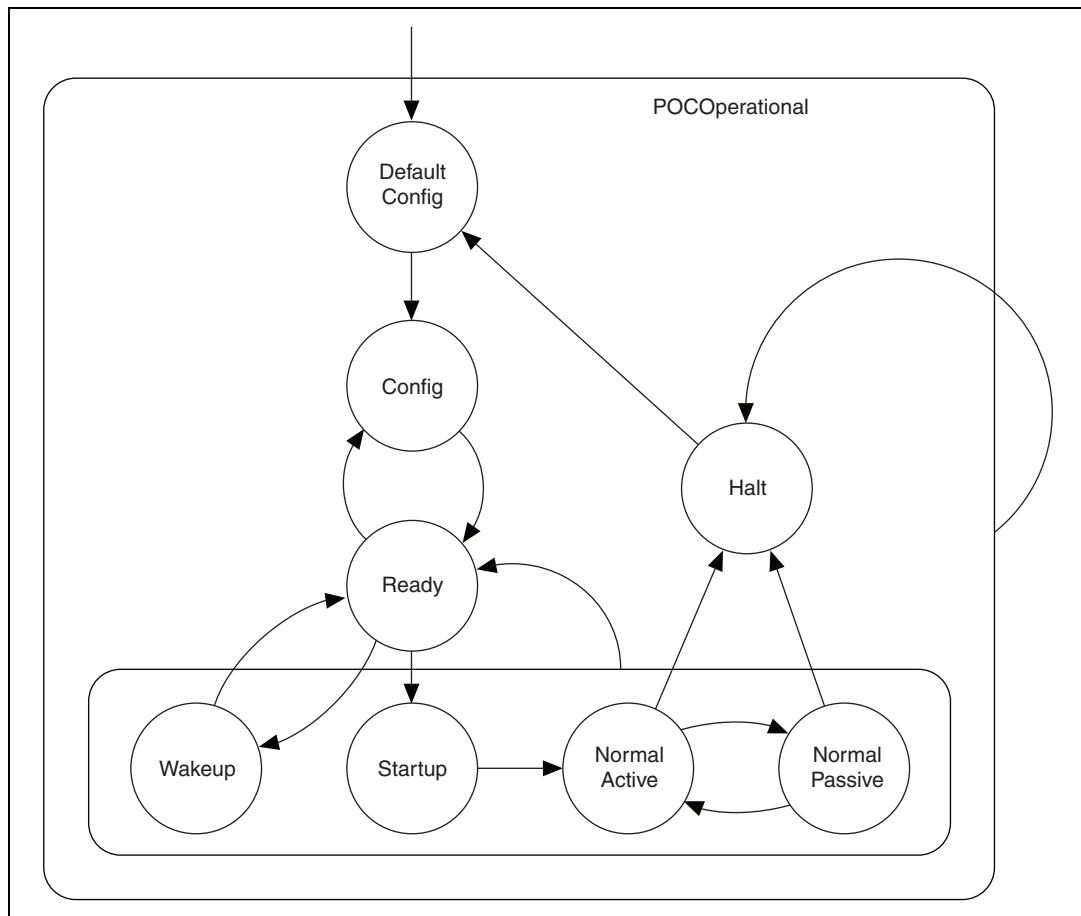 POCOperational
Default
Config
Config
Halt
Ready
Wakeup
Startup
Normal
Active
Normal
Passive